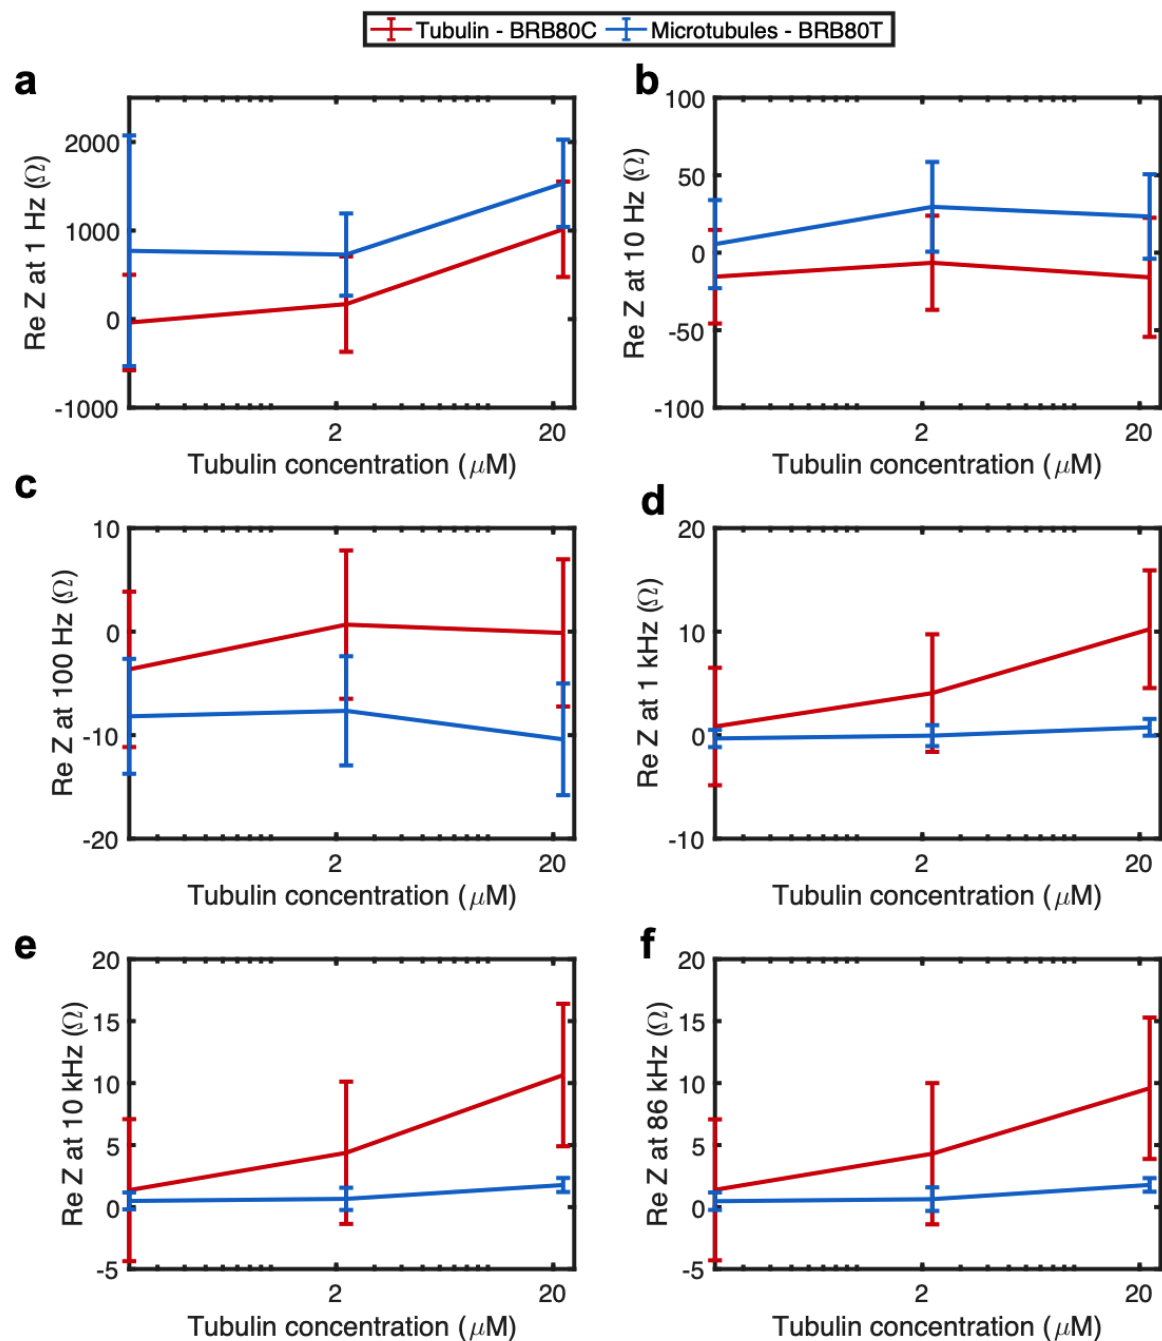 Tubulin - BRB80C Microtubules - BRB80T
a
Re Z at 1 Hz (Ω)
2000
1000
0
-1000
2 20
Tubulin concentration (μM)
b
Re Z at 10 Hz (Ω)
100
50
0
-50
-100
2 20
Tubulin concentration (μM)
c
Re Z at 100 Hz (Ω)
10
0
-10
-20
2 20
Tubulin concentration (μM)
d
Re Z at 1 kHz (Ω)
20
10
0
-10
2 20
Tubulin concentration (μM)
e
Re Z at 10 kHz (Ω)
20
15
10
5
0
-5
2 20
Tubulin concentration (μM)
f
Re Z at 86 kHz (Ω)
20
15
10
5
0
-5
2 20
Tubulin concentration (μM)